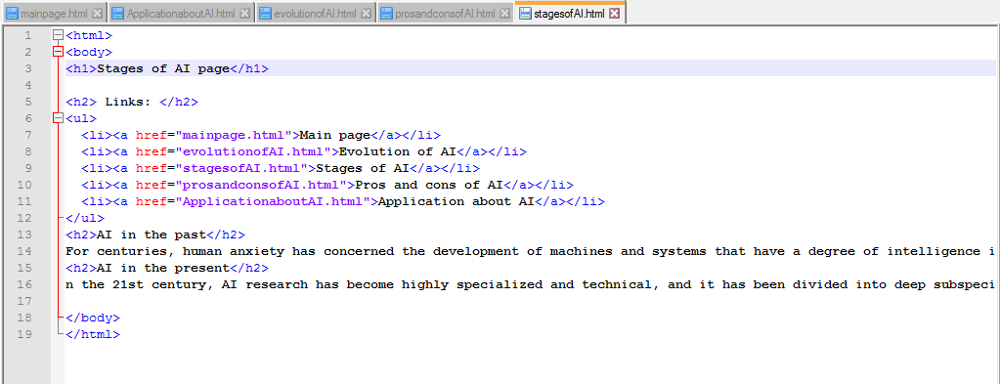 mainpage.html ApplicationaboutAI.html evolutionofAI.html prosandconsofAI.html stagesofAI.html
1 <html>
2 <body>
3 <h1>Stages of AI page</h1>
4
5 <h2> Links: </h2>
6 <ul>
7 <li><a href="mainpage.html">Main page</a></li>
8 <li><a href="evolutionofAI.html">Evolution of AI</a></li>
9 <li><a href="stagesofAI.html">Stages of AI</a></li>
10 <li><a href="prosandconsofAI.html">Pros and cons of AI</a></li>
11 <li><a href="ApplicationaboutAI.html">Application about AI</a></li>
12 </ul>
13 <h2>AI in the past</h2>
14 For centuries, human anxiety has concerned the development of machines and systems that have a degree of intelligence i
15 <h2>AI in the present</h2>
16 n the 21st century, AI research has become highly specialized and technical, and it has been divided into deep subspeci
17
18 </body>
19 </html>